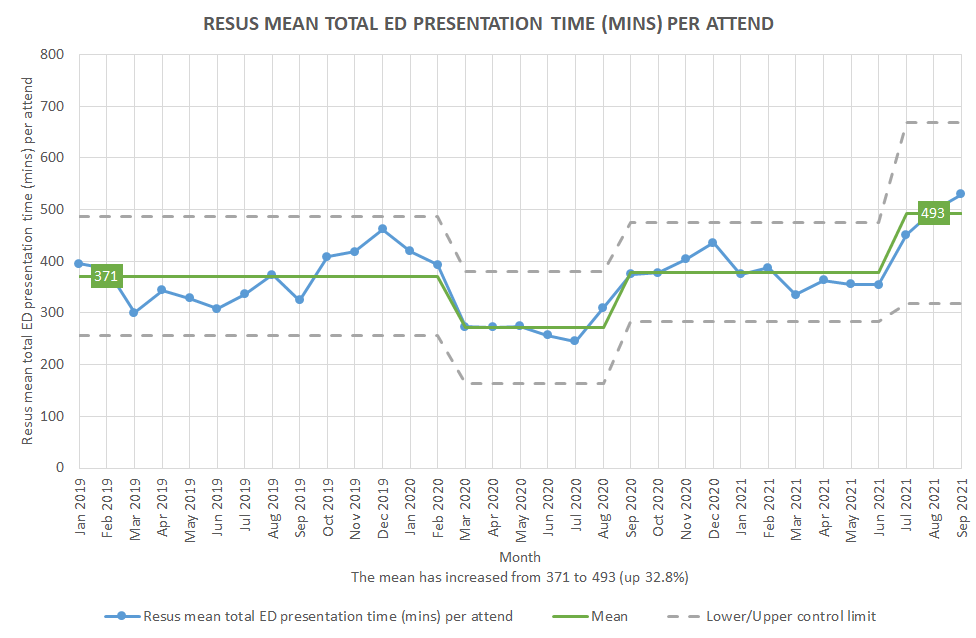 RESUS MEAN TOTAL ED PRESENTATION TIME (MINS) PER ATTEND
Resus mean total ED presentation time (mins) per attend
800
700
600
500
400
300
200
100
0
371
493
Jan 2019
Feb 2019
Mar 2019
Apr 2019
May 2019
Jun 2019
Jul 2019
Aug 2019
Sep 2019
Oct 2019
Nov 2019
Dec 2019
Jan 2020
Feb 2020
Mar 2020
Apr 2020
May 2020
Jun 2020
Jul 2020
Aug 2020
Sep 2020
Oct 2020
Nov 2020
Dec 2020
Jan 2021
Feb 2021
Mar 2021
Apr 2021
May 2021
Jun 2021
Jul 2021
Aug 2021
Sep 2021
Month
The mean has increased from 371 to 493 (up 32.8%)
Resus mean total ED presentation time (mins) per attend
Mean
Lower/Upper control limit